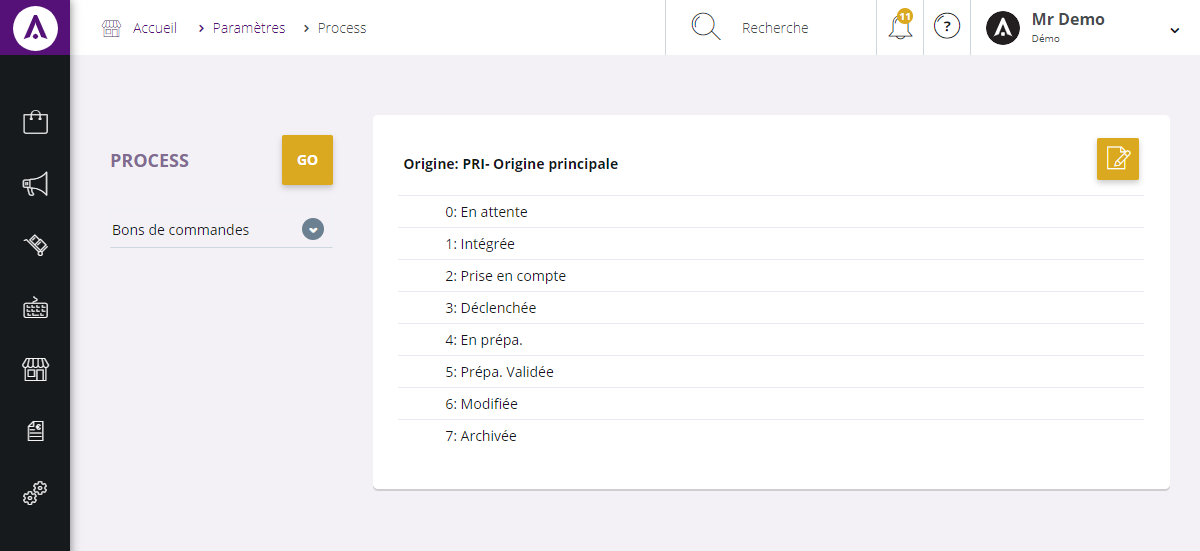 Accueil > Paramètres > Process
Recherche
11
?
Mr Demo
Démo
PROCESS
GO
Bons de commandes
Origine: PRI- Origine principale
0: En attente
1: Intégrée
2: Prise en compte
3: Déclenchée
4: En prépa.
5: Prépa. Validée
6: Modifiée
7: Archivée